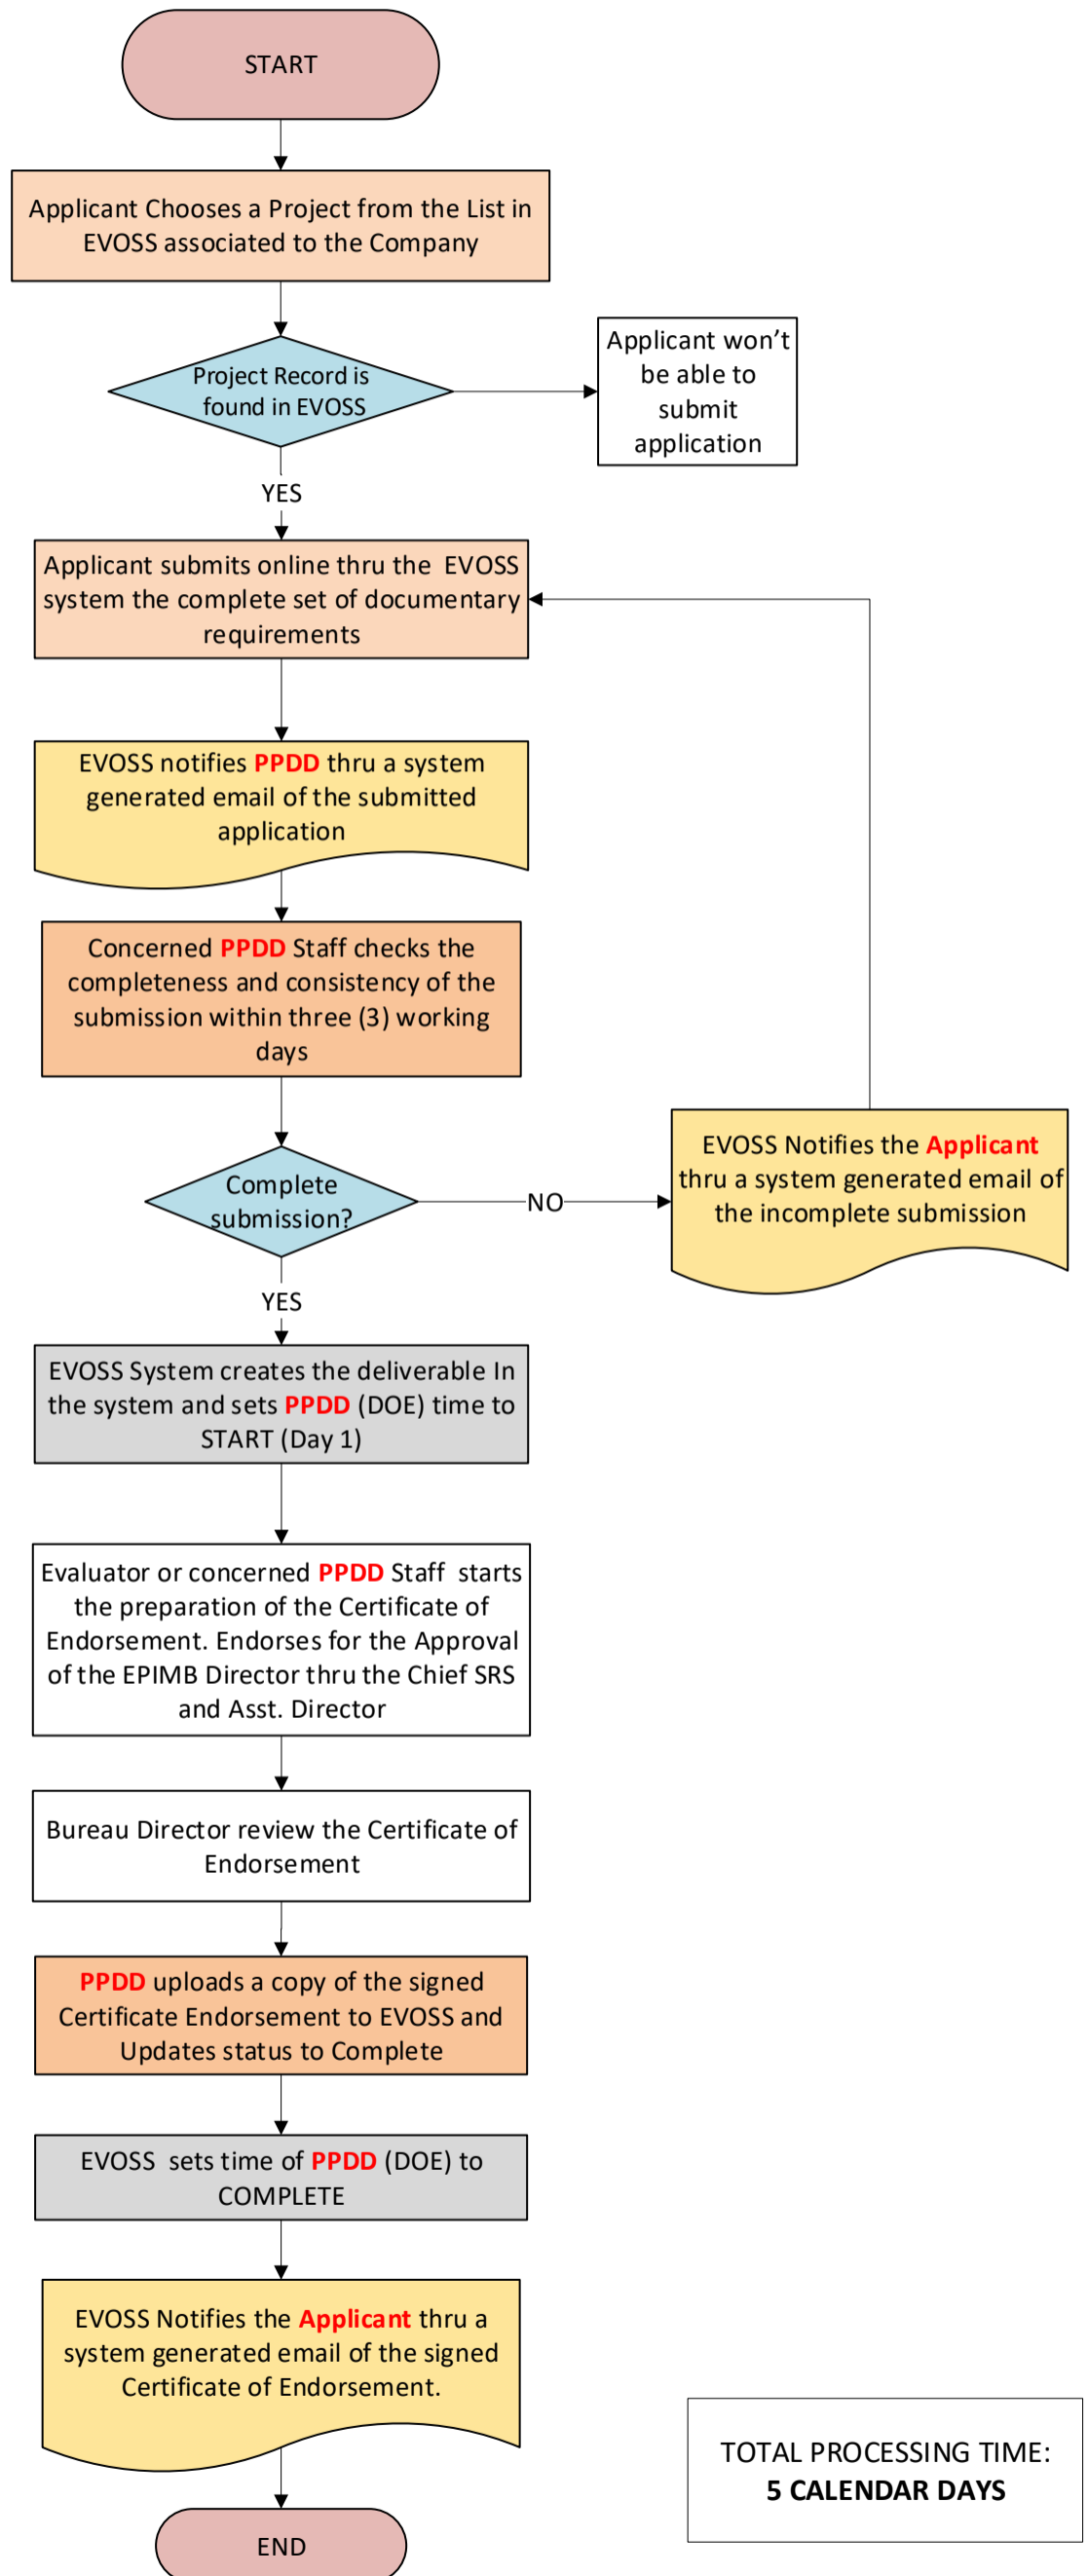 START
Applicant Chooses a Project from the List in
EVOSS associated to the Company
Project Record is
found in EVOSS
Applicant won’t
be able to
submit
application
YES
Applicant submits online thru the EVOSS
system the complete set of documentary
requirements
EVOSS notifies PPDD thru a system
generated email of the submitted
application
Concerned PPDD Staff checks the
completeness and consistency of the
submission within three (3) working
days
Complete
submission?
NO
EVOSS Notifies the Applicant
thru a system generated email of
the incomplete submission
YES
EVOSS System creates the deliverable In
the system and sets PPDD (DOE) time to
START (Day 1)
Evaluator or concerned PPDD Staff starts
the preparation of the Certificate of
Endorsement. Endorses for the Approval
of the EPIMB Director thru the Chief SRS
and Asst. Director
Bureau Director review the Certificate of
Endorsement
PPDD uploads a copy of the signed
Certificate Endorsement to EVOSS and
Updates status to Complete
EVOSS sets time of PPDD (DOE) to
COMPLETE
EVOSS Notifies the Applicant thru a
system generated email of the signed
Certificate of Endorsement.
TOTAL PROCESSING TIME:
5 CALENDAR DAYS
END